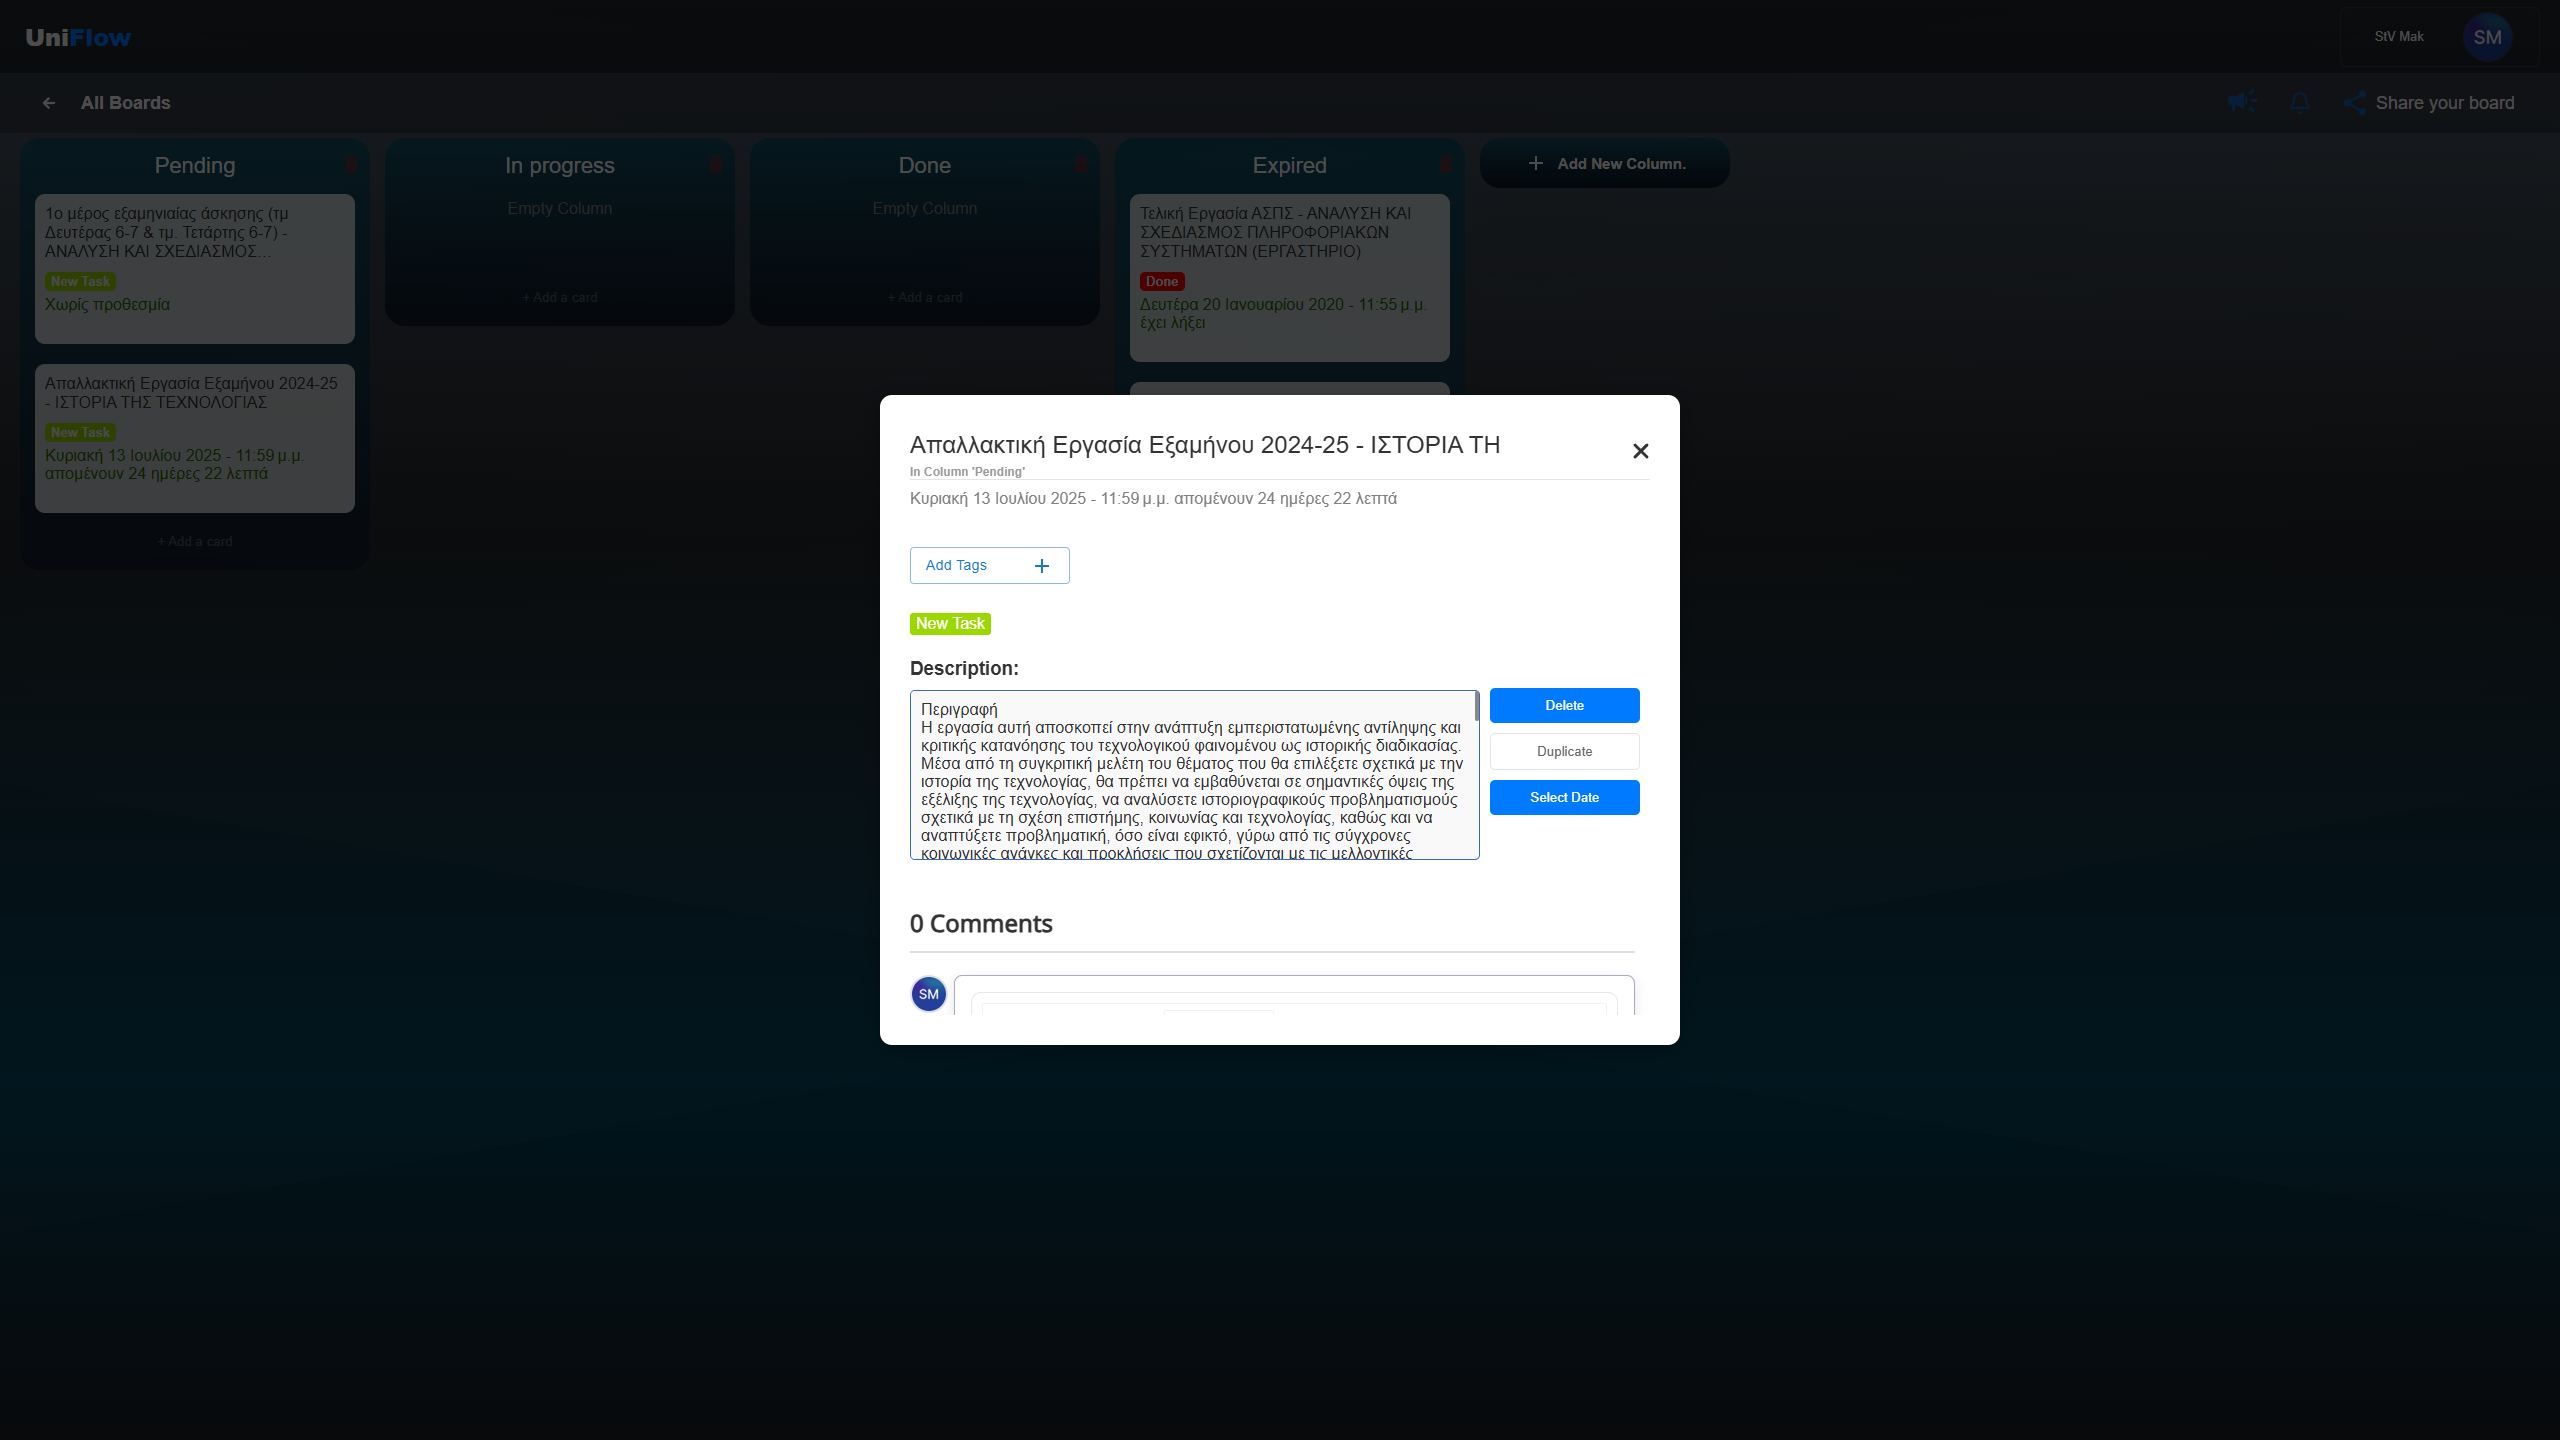 UniFlow
StV Mak
SM
All Boards
Share your board
Pending
1ο μέρος εξαμηνιαίας άσκησης (τμ
Δευτέρας 6-7 & τμ. Τετάρτης 6-7) -
ΑΝΑΛΥΣΗ ΚΑΙ ΣΧΕΔΙΑΣΜΟΣ…
New Task
Χωρίς προθεσμία
Απαλλακτική Εργασία Εξαμήνου 2024-25
- ΙΣΤΟΡΙΑ ΤΗΣ ΤΕΧΝΟΛΟΓΙΑΣ
New Task
Κυριακή 13 Ιουλίου 2025 - 11:59 μ.μ.
απομένουν 24 ημέρες 22 λεπτά
+ Add a card
In progress
Empty Column
+ Add a card
Done
Empty Column
+ Add a card
Expired
Τελική Εργασία ΑΣΠΣ - ΑΝΑΛΥΣΗ ΚΑΙ
ΣΧΕΔΙΑΣΜΟΣ ΠΛΗΡΟΦΟΡΙΑΚΩΝ
ΣΥΣΤΗΜΑΤΩΝ (ΕΡΓΑΣΤΗΡΙΟ)
Done
Δευτέρα 20 Ιανουαρίου 2020 - 11:55 μ.μ.
έχει λήξει
+ Add New Column.
Απαλλακτική Εργασία Εξαμήνου 2024-25 - ΙΣΤΟΡΙΑ ΤΗ
In Column 'Pending'
Κυριακή 13 Ιουλίου 2025 - 11:59 μ.μ. απομένουν 24 ημέρες 22 λεπτά
Add Tags +
New Task
Description:
Περιγραφή
Η εργασία αυτή αποσκοπεί στην ανάπτυξη εμπεριστατωμένης αντίληψης και
κριτικής κατανόησης του τεχνολογικού φαινομένου ως ιστορικής διαδικασίας.
Μέσα από τη συγκριτική μελέτη του θέματος που θα επιλέξετε σχετικά με την
ιστορία της τεχνολογίας, θα πρέπει να εμβαθύνεται σε σημαντικές όψεις της
εξέλιξης της τεχνολογίας, να αναλύσετε ιστοριογραφικούς προβληματισμούς
σχετικά με τη σχέση επιστήμης, κοινωνίας και τεχνολογίας, καθώς και να
αναπτύξετε προβληματική, όσο είναι εφικτό, γύρω από τις σύγχρονες
κοινωνικές ανάγκες και προκλήσεις που σχετίζονται με τις μελλοντικές
Delete
Duplicate
Select Date
0 Comments
SM